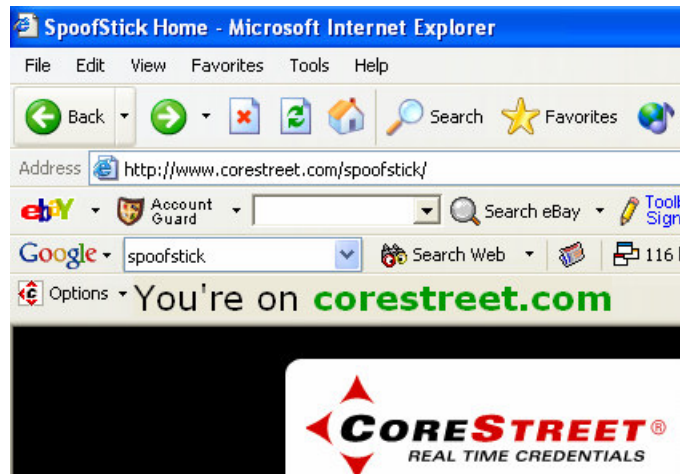 SpoofStick Home - Microsoft Internet Explorer
File Edit View Favorites Tools Help
Back Search Favorites
Address http://www.corestreet.com/spoofstick/
ebY Account Guard Search eBay
Google spoofstick Search Web 116
Options You're on corestreet.com
CORESTREET®
REAL TIME CREDENTIALS